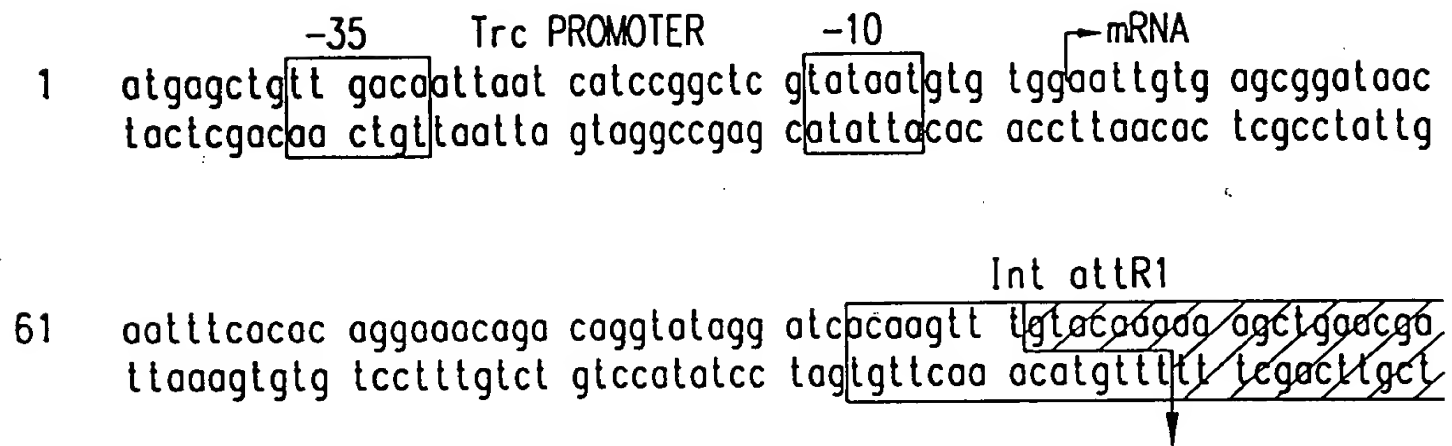 -35 Trc PROMOTER -10 mRNA
1 atgagctgtt gacaattaat catccggctc gtataatgtg tggaattgtg agcggataac
tactcgacaa ctgttaatta gtaggccgag catattacac accttaacac tcgcctattg
Int attR1
61 aatttcacac aggaaacaga caggtatagg atcacaagtt tgtacaaaaa agctgaacga
ttaaagtgtg tcctttgtct gtccatatcc tagtgttcaa acatgttttt tcgacttgct